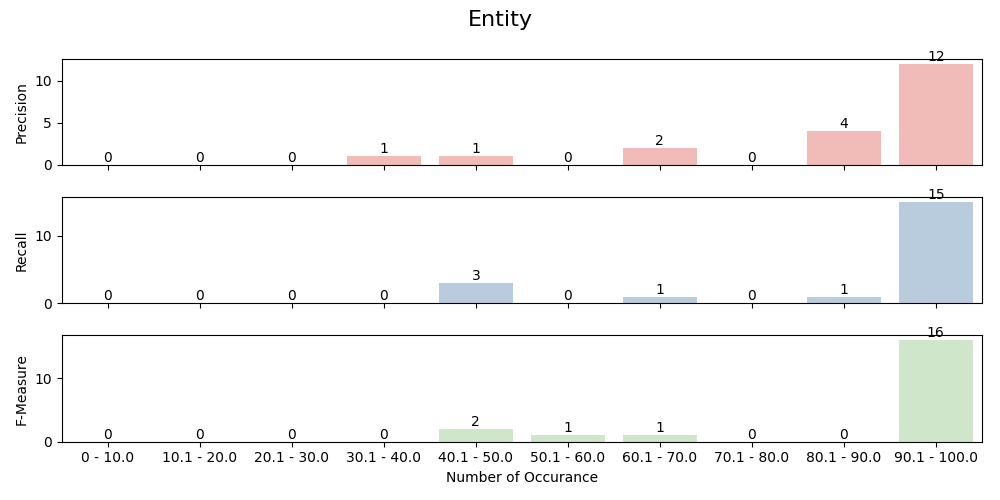 Entity
Precision
10
5
0
0 0 0 1 1 0 2 0 4 12
Recall
10
0
0 0 0 0 3 0 1 0 1 15
F-Measure
10
0
0 0 0 0 2 1 1 0 0 16
0 - 10.0 10.1 - 20.0 20.1 - 30.0 30.1 - 40.0 40.1 - 50.0 50.1 - 60.0 60.1 - 70.0 70.1 - 80.0 80.1 - 90.0 90.1 - 100.0
Number of Occurance